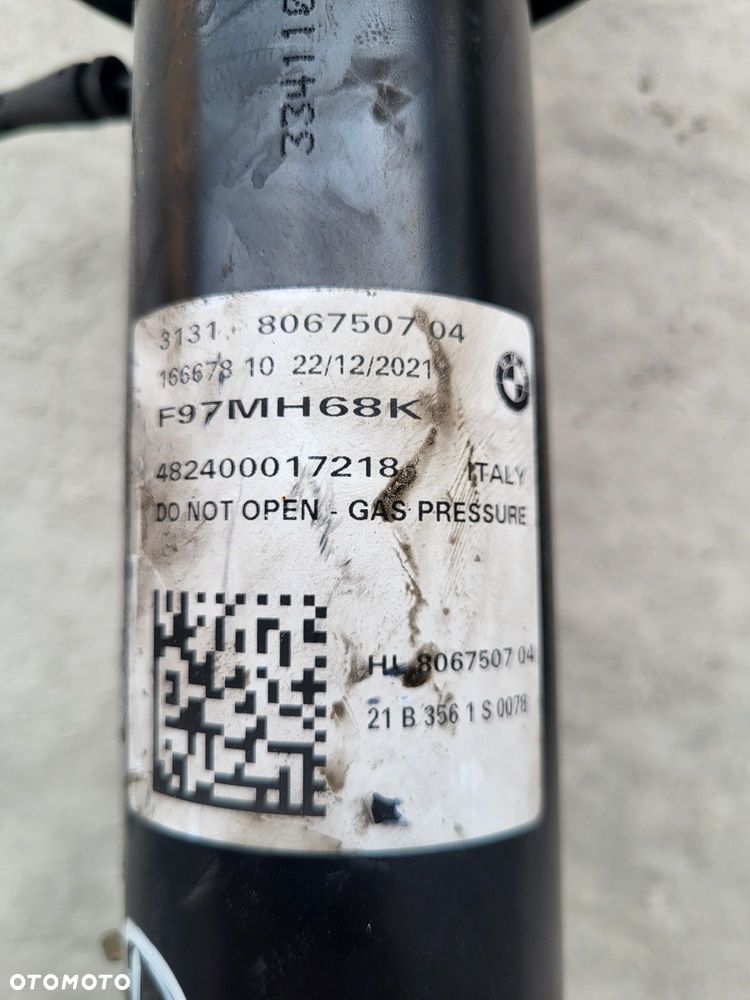 334110
3131 8067507 04
166678 10 22/12/2021
F97MH68K
482400017218 ITALY
DO NOT OPEN - GAS PRESSURE
HL 8067507 04
21 B 356 1 S 0078
OTOMOTO